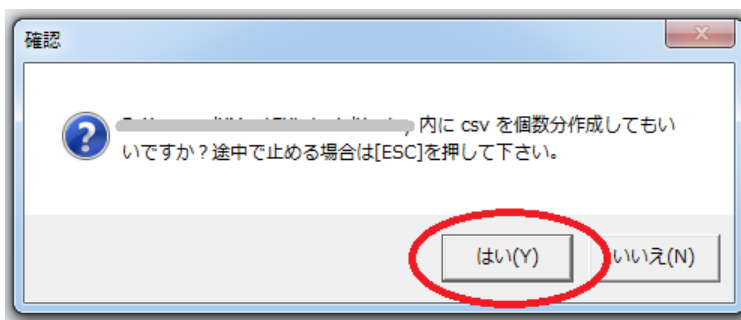 確認
内に csv を個数分作成してもい
いですか？途中で止める場合は[ESC]を押して下さい。
はい(Y)
いいえ(N)